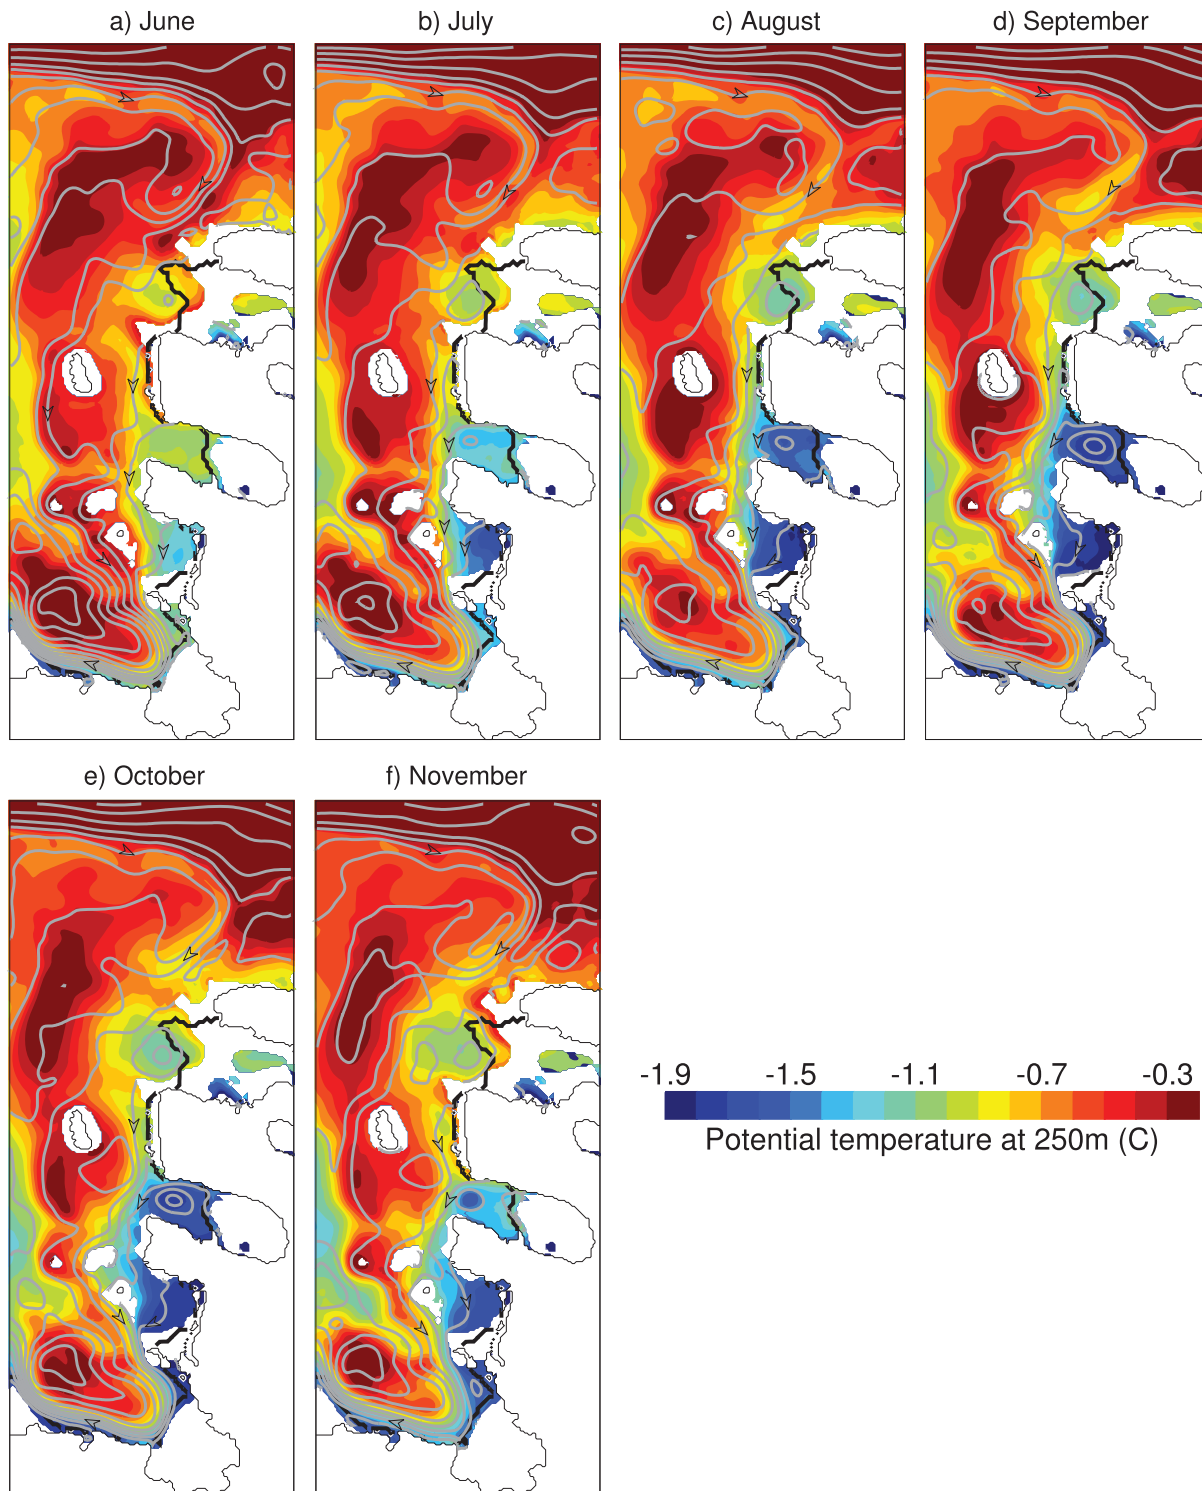 a) June
b) July
c) August
d) September
e) October
f) November
-1.9 -1.5 -1.1 -0.7 -0.3
Potential temperature at 250m (C)